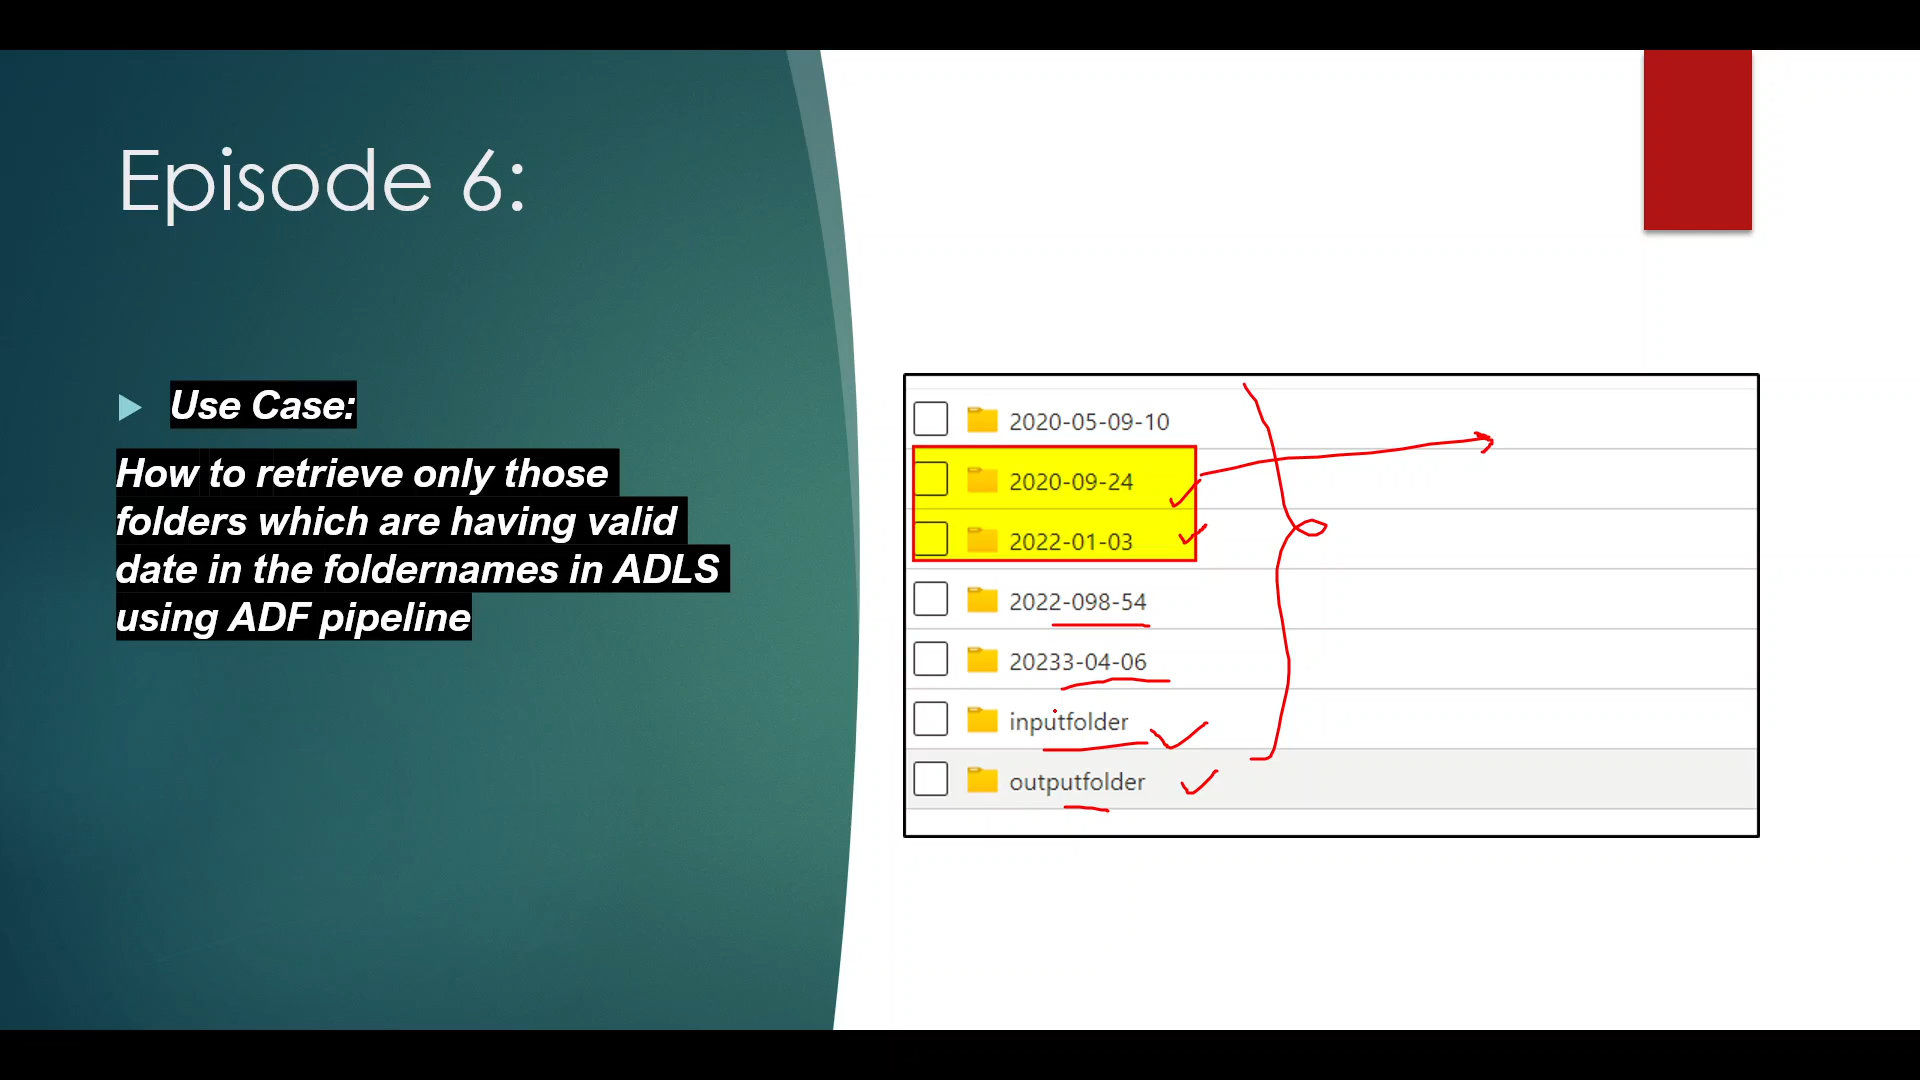 Episode 6:
Use Case:
How to retrieve only those
folders which are having valid
date in the foldernames in ADLS
using ADF pipeline
2020-05-09-10
2020-09-24
2022-01-03
2022-098-54
20233-04-06
inputfolder
outputfolder